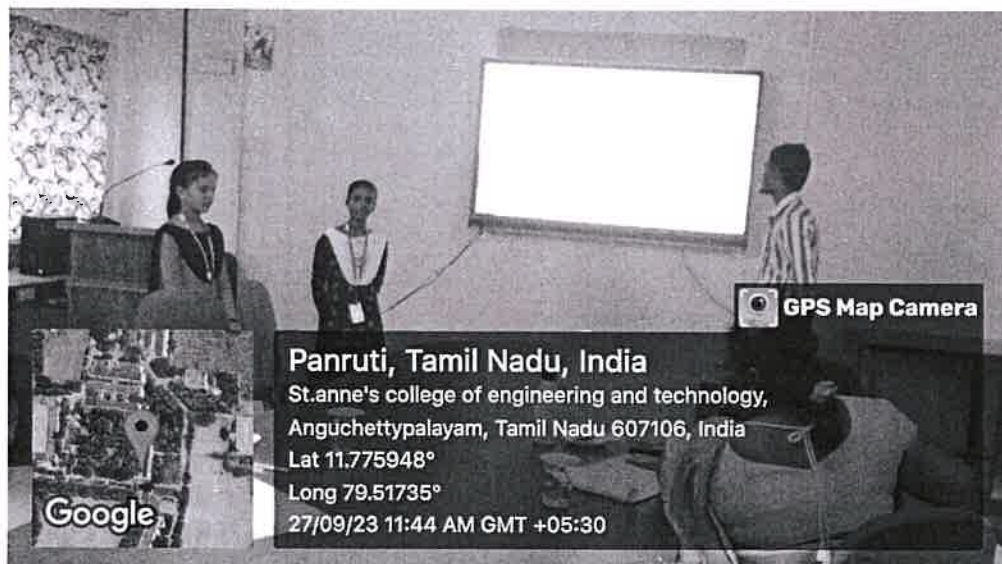 GPS Map Camera
Panruti, Tamil Nadu, India
St.anne's college of engineering and technology,
Anguchettypalayam, Tamil Nadu 607106, India
Lat 11.775948°
Long 79.51735°
27/09/23 11:44 AM GMT +05:30
Google